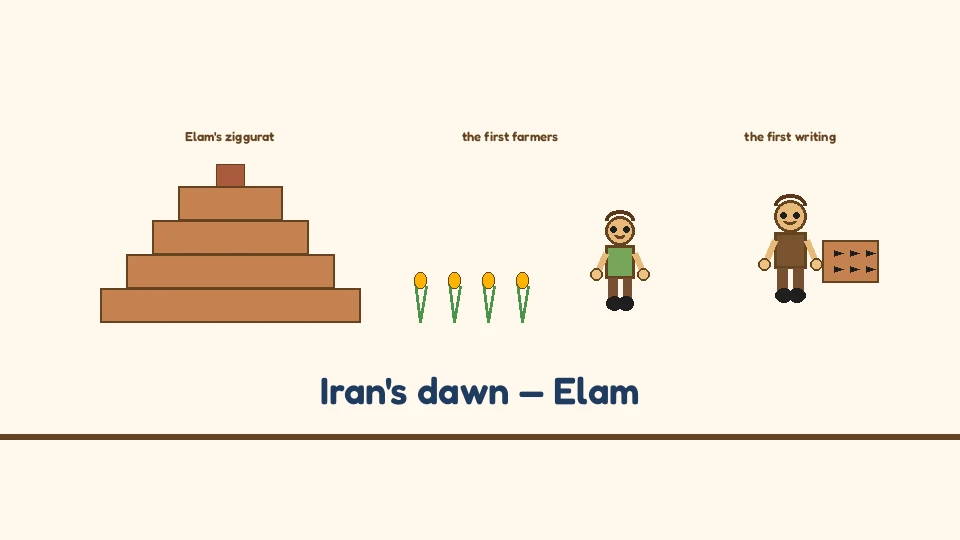 Elam's ziggurat
the first farmers
the first writing
Iran's dawn — Elam